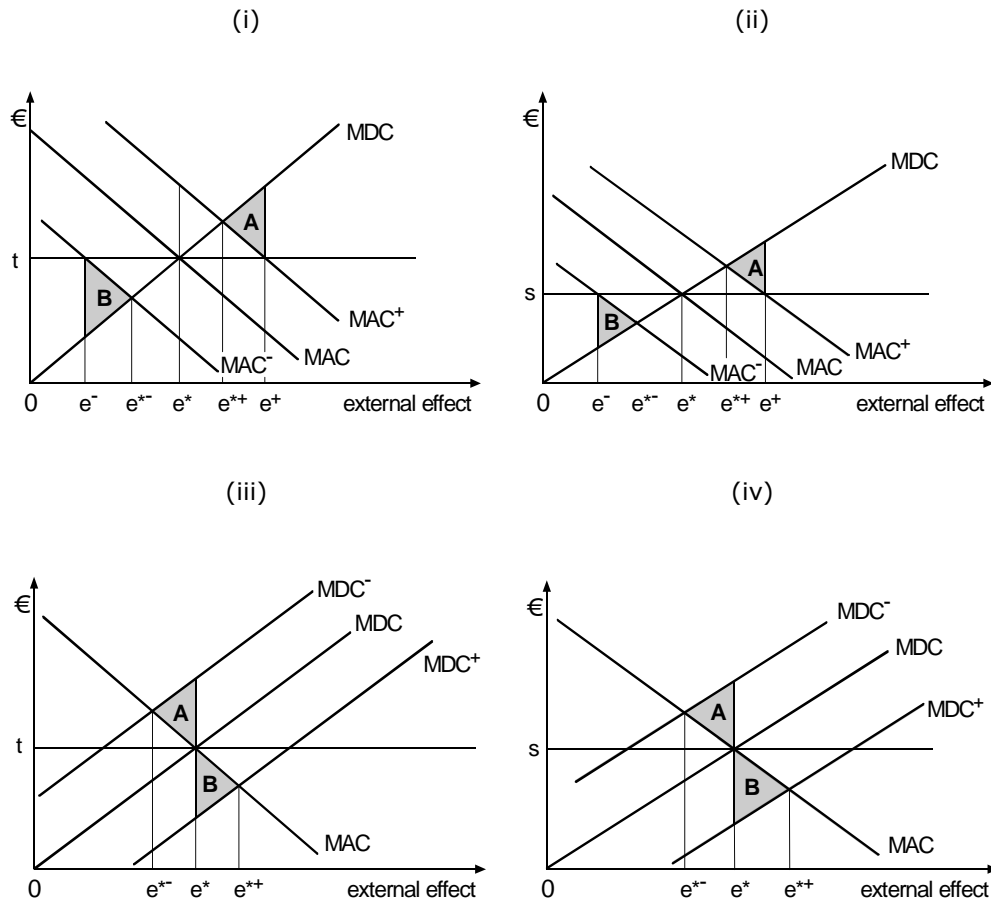 (i)
€
MDC
A
t
B
MAC⁺
MAC
MAC⁻
0 e⁻ e*⁻ e* e*⁺ e⁺ external effect
(ii)
€
MDC
A
s
B
MAC⁺
MAC⁻ MAC
0 e⁻ e*⁻ e* e*⁺ e⁺ external effect
(iii)
€
MDC⁻
MDC
MDC⁺
A
t
B
MAC
0 e*⁻ e* e*⁺ external effect
(iv)
€
MDC⁻
MDC
MDC⁺
A
s
B
MAC
0 e*⁻ e* e*⁺ external effect